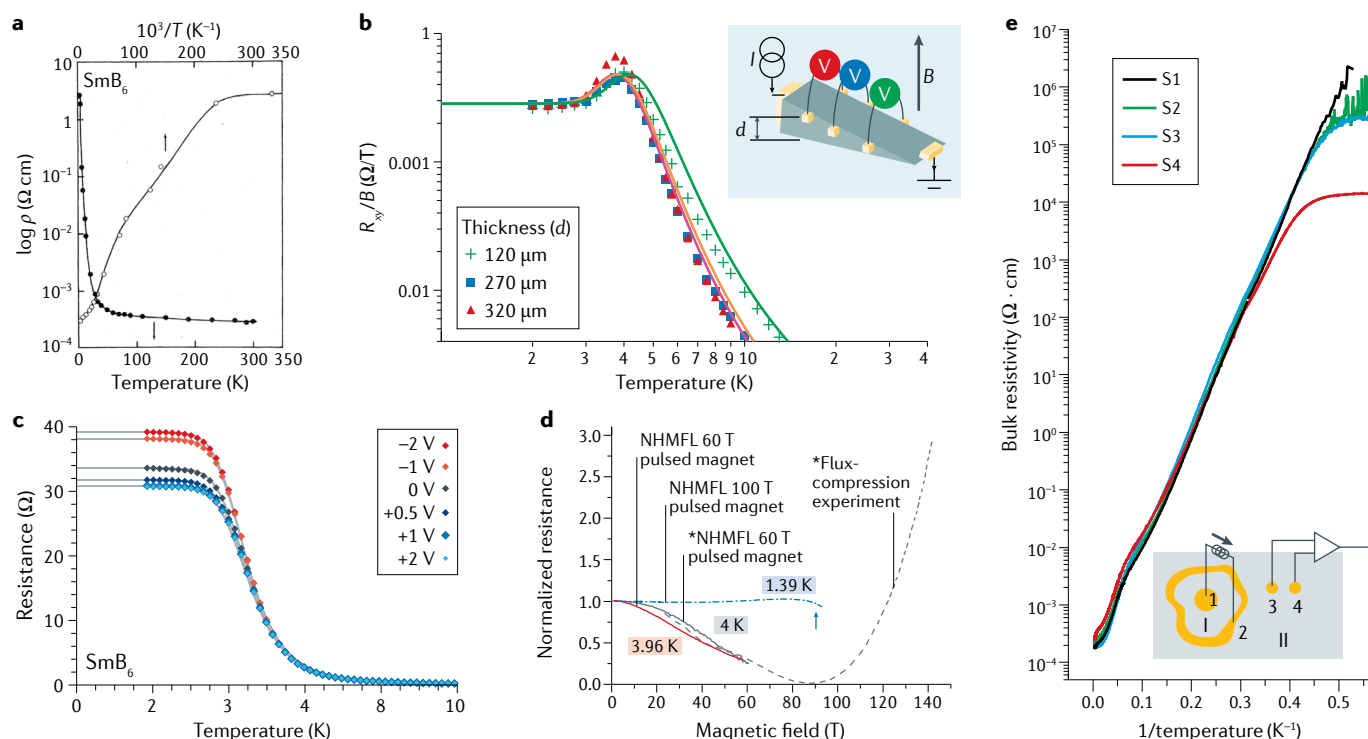 a
10³/T (K⁻¹)
0 120 240 330 350
SmB₆
log ρ (Ω cm)
10
1
10⁻¹
10⁻²
10⁻³
10⁻⁴
0 100 200 300 350
Temperature (K)
b
1
0.001
0.01
R_xy/B (Ω/T)
Thickness (d)
120 µm
270 µm
320 µm
I
V
V
V
B
d
2 3 4 5 6 7 8 9 10 2 3 4
Temperature (K)
c
40
30
20
10
0
Resistance (Ω)
−2 V
−1 V
0 V
+0.5 V
+1 V
+2 V
SmB₆
0 2 3 4 6 8 10
Temperature (K)
d
3.0
2.5
2.0
1.5
1.0
0.5
0.0
Normalized resistance
NHMFL 60 T
pulsed magnet
NHMFL 100 T
pulsed magnet
*NHMFL 60 T
pulsed magnet
*Flux-
compression
experiment
1.39 K
4 K
3.96 K
0 20 40 60 80 100 120 140
Magnetic field (T)
e
S1
S2
S3
S4
10⁹
10⁸
10⁷
10⁶
10⁵
10⁴
10³
10²
10¹
10⁰
10⁻¹
10⁻²
10⁻³
10⁻⁴
Bulk resistivity (Ω · cm)
1
I
2
3
4
II
0.0 0.1 0.2 0.3 0.4 0.5
1/temperature (K⁻¹)